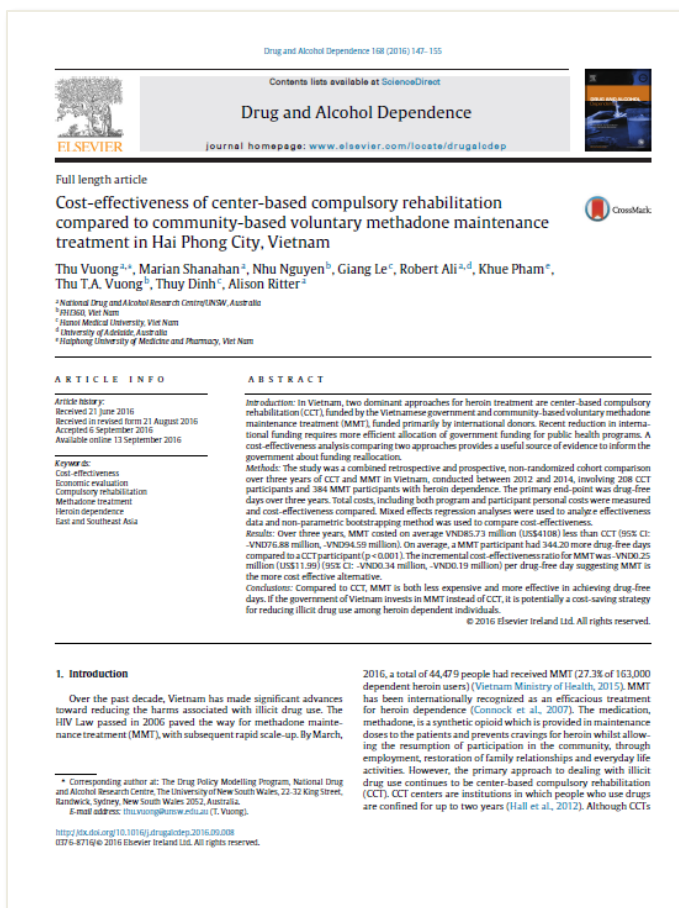 Drug and Alcohol Dependence 168 (2016) 147–155
Contents lists available at ScienceDirect
Drug and Alcohol Dependence
journal homepage: www.elsevier.com/locate/drugalcdep
ELSEVIER
Full length article
Cost-effectiveness of center-based compulsory rehabilitation
compared to community-based voluntary methadone maintenance
treatment in Hai Phong City, Vietnam
CrossMark
Thu Vuong a,*, Marian Shanahan a, Nhu Nguyen b, Giang Le c, Robert Ali a,d, Khue Pham e,
Thu T.A. Vuong b, Thuy Dinh c, Alison Ritter a
a National Drug and Alcohol Research Centre/UNSW, Australia
b FHI360, Viet Nam
c Hanoi Medical University, Viet Nam
d University of Adelaide, Australia
e Haiphong University of Medicine and Pharmacy, Viet Nam
ARTICLE INFO
Article history:
Received 21 June 2016
Received in revised form 21 August 2016
Accepted 6 September 2016
Available online 13 September 2016
Keywords:
Cost-effectiveness
Economic evaluation
Compulsory rehabilitation
Methadone treatment
Heroin dependence
East and Southeast Asia
ABSTRACT
Introduction: In Vietnam, two dominant approaches for heroin treatment are center-based compulsory
rehabilitation (CCT), funded by the Vietnamese government and community-based voluntary methadone
maintenance treatment (MMT), funded primarily by international donors. Recent reduction in interna-
tional funding requires more efficient allocation of government funding for public health programs. A
cost-effectiveness analysis comparing two approaches provides a useful source of evidence to inform the
government about funding reallocation.
Methods: The study was a combined retrospective and prospective, non-randomized cohort comparison
over three years of CCT and MMT in Vietnam, conducted between 2012 and 2014, involving 208 CCT
participants and 384 MMT participants with heroin dependence. The primary end-point was drug-free
days over three years. Total costs, including both program and participant personal costs were measured
and cost-effectiveness compared. Mixed effects regression analyses were used to analyze effectiveness
data and non-parametric bootstrapping method was used to compare cost-effectiveness.
Results: Over three years, MMT costed on average VND85.73 million (US$4108) less than CCT (95% CI:
-VND76.88 million, -VND94.59 million). On average, a MMT participant had 344.20 more drug-free days
compared to a CCT participant (p < 0.001). The incremental cost-effectiveness ratio for MMT was -VND0.25
million (US$11.99) (95% CI: -VND0.34 million, -VND0.19 million) per drug-free day suggesting MMT is
the more cost effective alternative.
Conclusions: Compared to CCT, MMT is both less expensive and more effective in achieving drug-free
days. If the government of Vietnam invests in MMT instead of CCT, it is potentially a cost-saving strategy
for reducing illicit drug use among heroin dependent individuals.
© 2016 Elsevier Ireland Ltd. All rights reserved.
1. Introduction
Over the past decade, Vietnam has made significant advances
toward reducing the harms associated with illicit drug use. The
HIV Law passed in 2006 paved the way for methadone mainte-
nance treatment (MMT), with subsequent rapid scale-up. By March,
* Corresponding author at: The Drug Policy Modelling Program, National Drug
and Alcohol Research Centre, The University of New South Wales, 22-32 King Street,
Randwick, Sydney, New South Wales 2052, Australia.
E-mail address: thu.vuong@unsw.edu.au (T. Vuong).
http://dx.doi.org/10.1016/j.drugalcdep.2016.09.008
0376-8716/© 2016 Elsevier Ireland Ltd. All rights reserved.
2016, a total of 44,479 people had received MMT (27.3% of 163,000
dependent heroin users) (Vietnam Ministry of Health, 2015). MMT
has been internationally recognized as an efficacious treatment
for heroin dependence (Connock et al., 2007). The medication,
methadone, is a synthetic opioid which is provided in maintenance
doses to the patients and prevents cravings for heroin whilst allow-
ing the resumption of participation in the community, through
employment, restoration of family relationships and everyday life
activities. However, the primary approach to dealing with illicit
drug use continues to be center-based compulsory rehabilitation
(CCT). CCT centers are institutions in which people who use drugs
are confined for up to two years (Hall et al., 2012). Although CCTs